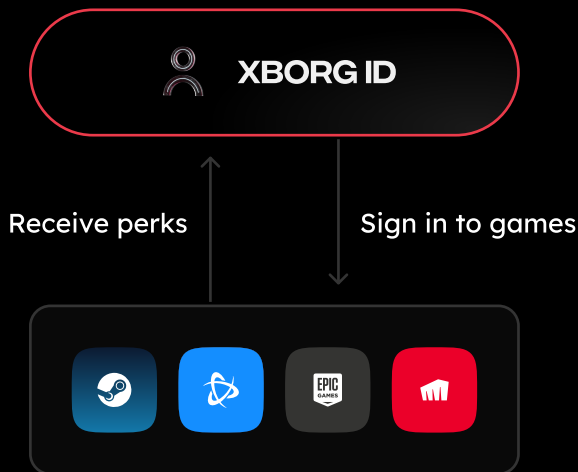 XBORG ID
Receive perks
Sign in to games
EPIC
GAMES